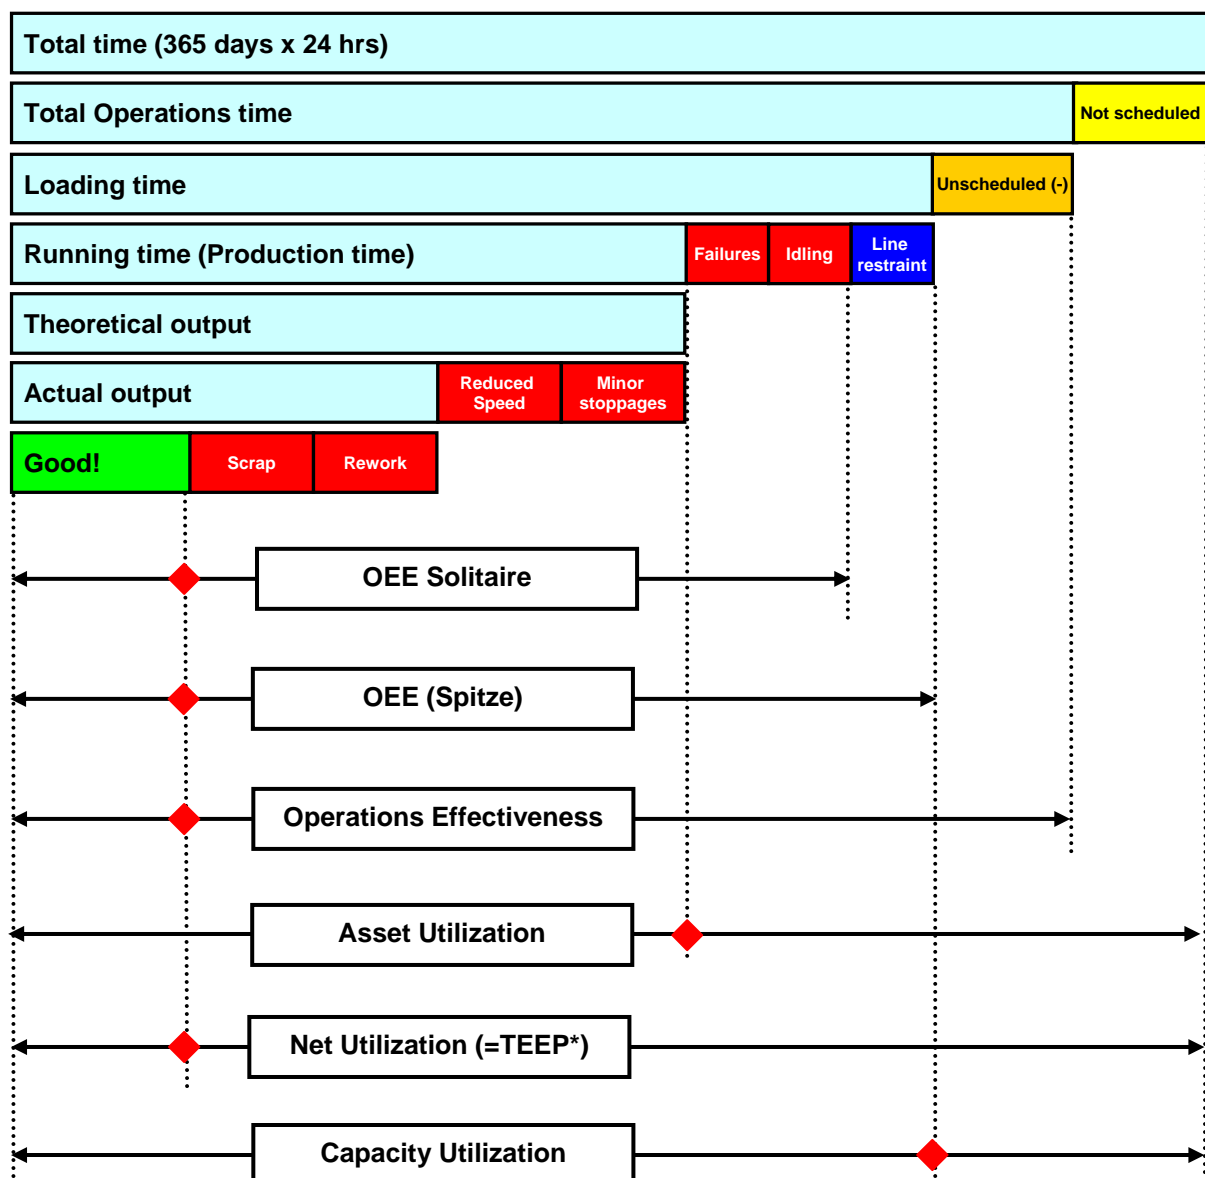 Total time (365 days x 24 hrs)
Total Operations time
Not scheduled
Loading time
Unscheduled (-)
Running time (Production time)
Failures
Idling
Line
restraint
Theoretical output
Actual output
Reduced
Speed
Minor
stoppages
Good!
Scrap
Rework
OEE Solitaire
OEE (Spitze)
Operations Effectiveness
Asset Utilization
Net Utilization (=TEEP*)
Capacity Utilization